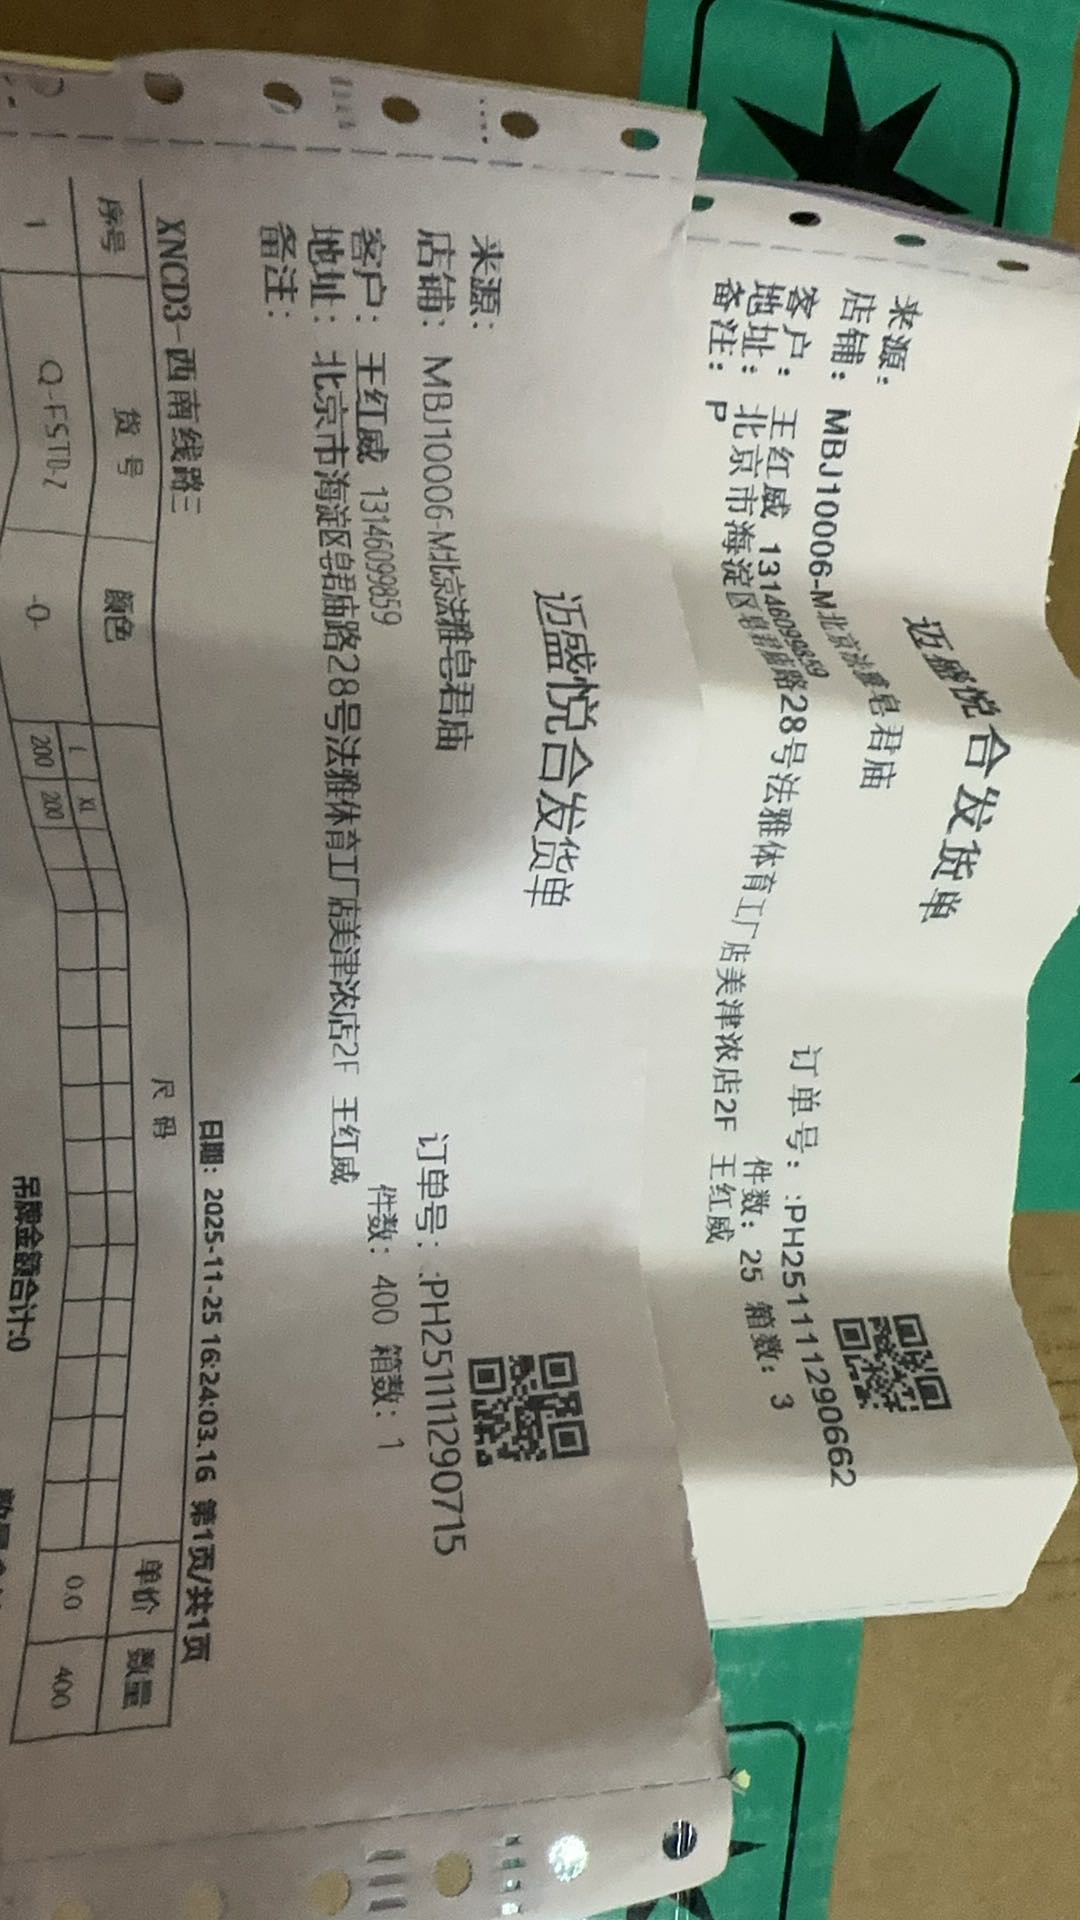 迈盛悦合发货单
来源:
店铺: MBJ10006-M北京法雅皂君庙
订单号: :PH251111290662
客户: 王红威 13146099859
件数: 25 箱数: 3
地址: 北京市海淀区皂君庙路28号法雅体育工厂店美津浓店2F 王红威
备注: P
迈盛悦合发货单
来源:
店铺: MBJ10006-M北京法雅皂君庙
订单号: :PH251111290715
客户: 王红威 13146099859
件数: 400 箱数: 1
地址: 北京市海淀区皂君庙路28号法雅体育工厂店美津浓店2F 王红威
备注:
XNCD3-西南线路三
日期: 2025-11-25 16:24:03.16 第1页/共1页
序号 货号 颜色 尺码 单价 数量
L XL
1 Q-FSTD-Z -0- 200 200 0.0 400
吊牌金额合计:0